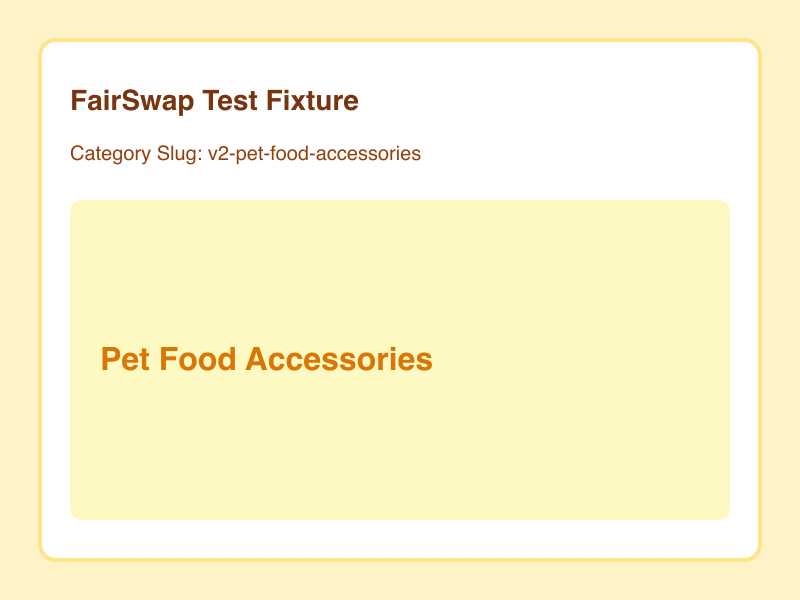 FairSwap Test Fixture
Category Slug: v2-pet-food-accessories
Pet Food Accessories